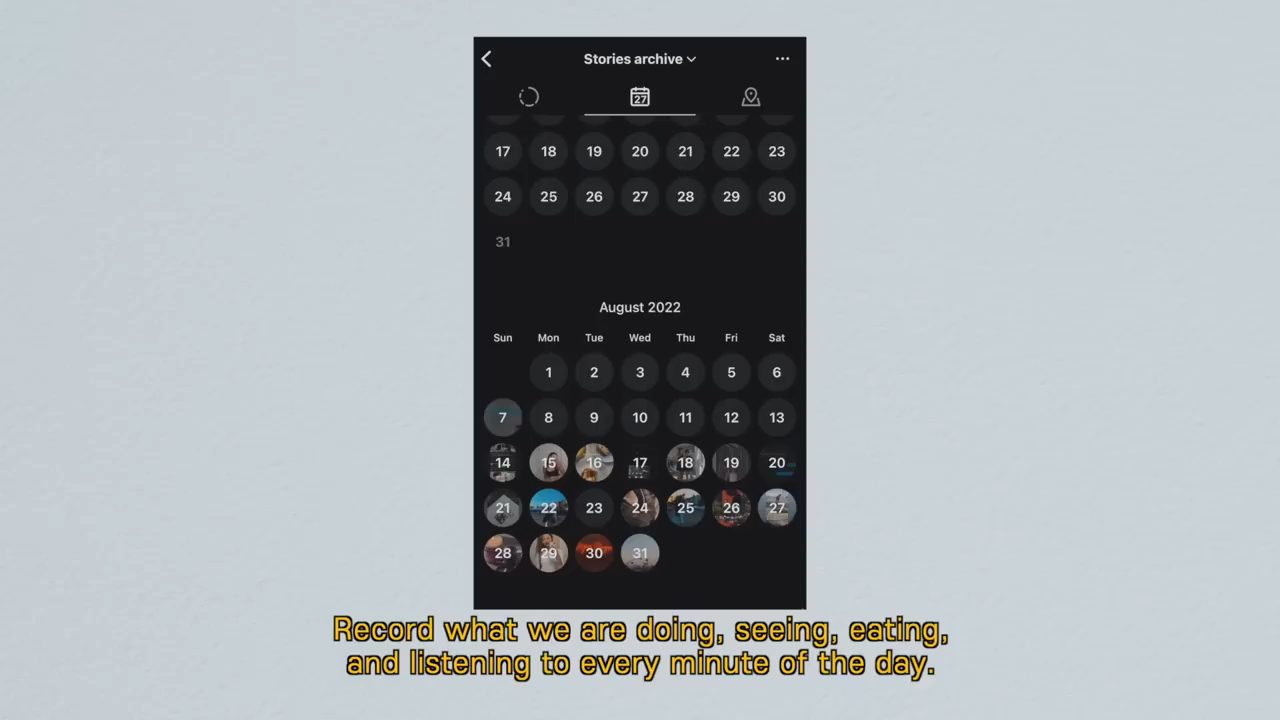 Stories archive
27
17 18 19 20 21 22 23
24 25 26 27 28 29 30
31
August 2022
Sun Mon Tue Wed Thu Fri Sat
1 2 3 4 5 6
7 8 9 10 11 12 13
14 15 16 17 18 19 20
21 22 23 24 25 26 27
28 29 30 31
Record what we are doing, seeing, eating,
and listening to every minute of the day.